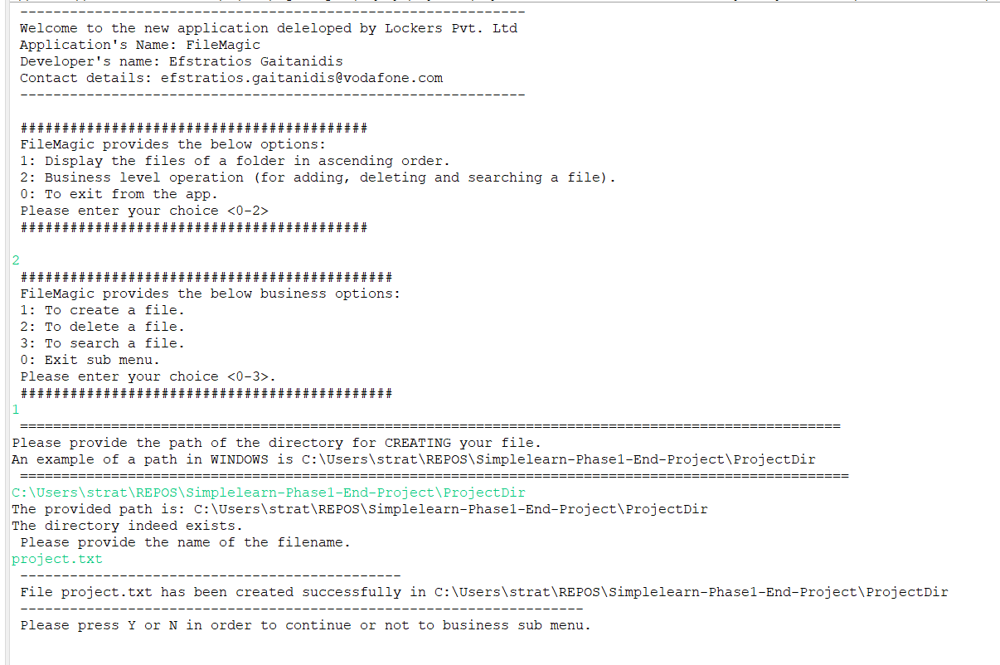 -------------------------------------------------------------
Welcome to the new application deleloped by Lockers Pvt. Ltd
Application's Name: FileMagic
Developer's name: Efstratios Gaitanidis
Contact details: efstratios.gaitanidis@vodafone.com
-------------------------------------------------------------
##########################################
FileMagic provides the below options:
1: Display the files of a folder in ascending order.
2: Business level operation (for adding, deleting and searching a file).
0: To exit from the app.
Please enter your choice <0-2>
##########################################
2
#############################################
FileMagic provides the below business options:
1: To create a file.
2: To delete a file.
3: To search a file.
0: Exit sub menu.
Please enter your choice <0-3>.
#############################################
1
===================================================================================================
Please provide the path of the directory for CREATING your file.
An example of a path in WINDOWS is C:\Users\strat\REPOS\Simplelearn-Phase1-End-Project\ProjectDir
====================================================================================================
C:\Users\strat\REPOS\Simplelearn-Phase1-End-Project\ProjectDir
The provided path is: C:\Users\strat\REPOS\Simplelearn-Phase1-End-Project\ProjectDir
The directory indeed exists.
Please provide the name of the filename.
project.txt
----------------------------------------------
File project.txt has been created successfully in C:\Users\strat\REPOS\Simplelearn-Phase1-End-Project\ProjectDir
--------------------------------------------------------------------
Please press Y or N in order to continue or not to business sub menu.